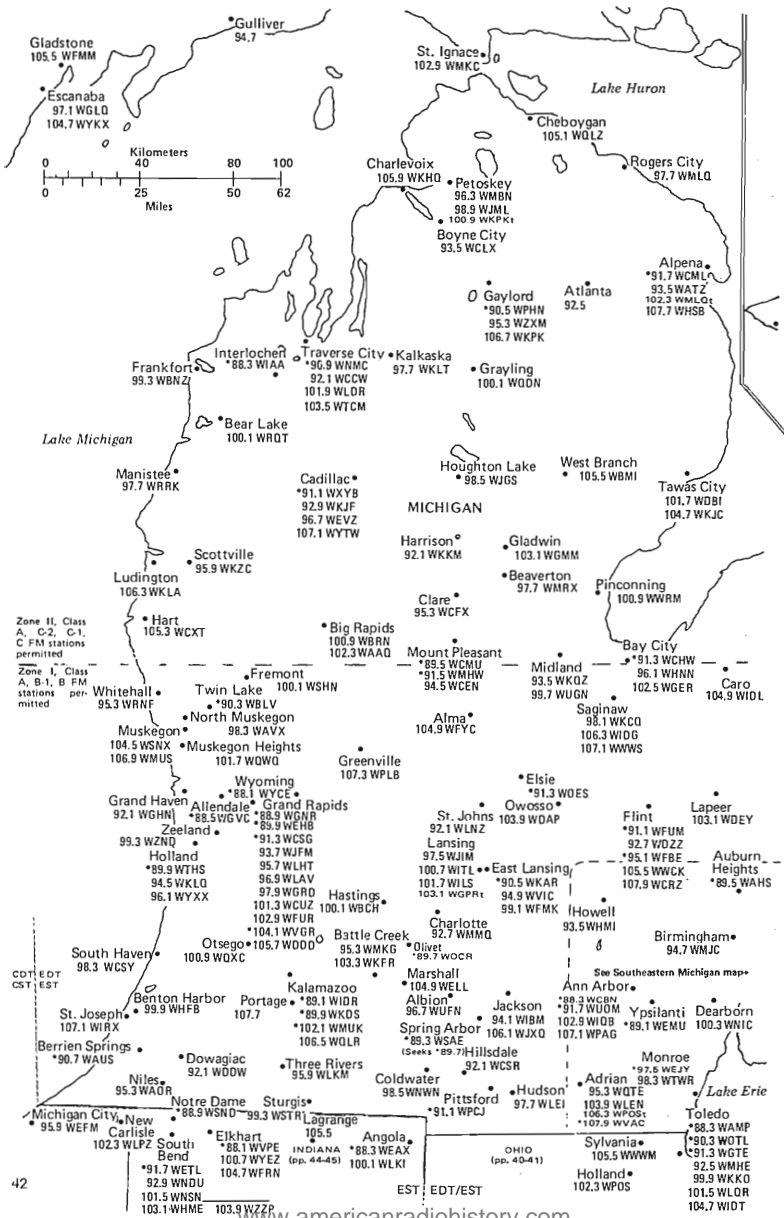 Gulliver
94.7
Gladstone
105.5 WFMM
Escanaba
97.1 WGLQ
104.7 WYKX
St. Ignace
102.9 WMKC
Lake Huron
Cheboygan
105.1 WQLZ
Kilometers
0 40 80 100
0 25 50 62
Miles
Charlevoix
105.9 WKHQ
Rogers City
97.7 WMLQ
Petoskey
96.3 WMBN
98.9 WJML
100.9 WKPKt
Boyne City
93.5 WCLX
Alpena
*91.7 WCML
93.5 WATZ
102.3 WMLQt
107.7 WHSB
Gaylord
*90.5 WPHN
95.3 WZXM
106.7 WKPK
Atlanta
92.5
Interlochen
*88.3 WIAA
Traverse City
*90.9 WNMC
92.1 WCCW
101.9 WLDR
103.5 WTCM
Kalkaska
97.7 WKLT
Frankfort
99.3 WBNZ
Grayling
100.1 WQDN
Bear Lake
100.1 WRQT
Lake Michigan
Manistee
97.7 WRRK
Cadillac
*91.1 WXYB
92.9 WKJF
96.7 WEVZ
107.1 WYTW
Houghton Lake
98.5 WJGS
West Branch
105.5 WBMI
Tawas City
101.7 WDBI
104.7 WKJC
MICHIGAN
Harrison
92.1 WKKM
Gladwin
103.1 WGMM
Scottville
95.9 WKZC
Ludington
106.3 WKLA
Beaverton
97.7 WMRX
Pinconning
100.9 WWRM
Clare
95.3 WCFX
Hart
105.3 WCXT
Zone II, Class
A, C-2, C-1,
C FM stations
permitted
Zone I, Class
A, B-1, B FM
stations per-
mitted
Big Rapids
100.9 WBRN
102.3 WAAQ
Mount Pleasant
*89.5 WCMU
*91.5 WMHW
94.5 WCEN
Midland
93.5 WKQZ
99.7 WUGN
Bay City
*91.3 WCHW
96.1 WHNN
102.5 WGER
Caro
104.9 WIDL
Fremont
100.1 WSHN
Whitehall
95.3 WRNF
Twin Lake
*90.3 WBLV
North Muskegon
98.3 WAVX
Saginaw
98.1 WKCQ
106.3 WIDG
107.1 WWWS
Alma
104.9 WFYC
Muskegon
104.5 WSNX
106.9 WMUS
Muskegon Heights
101.7 WQWQ
Greenville
107.3 WPLB
Elsie
*91.3 WOES
Wyoming
*88.1 WYCE
Grand Haven
92.1 WGHN
Allendale
*88.5 WGVC
Grand Rapids
*88.9 WGNR
*89.9 WEHB
*91.3 WCSG
93.7 WJFM
95.7 WLHT
96.9 WLAV
97.9 WGRD
101.3 WCUZ
102.9 WFUR
*104.1 WVGR
105.7 WODD
St. Johns
92.1 WLNZ
Owosso
103.9 WOAP
Flint
*91.1 WFUM
92.7 WDZZ
*95.1 WFBE
105.5 WWCK
107.9 WCRZ
Lapeer
103.1 WDEY
Zeeland
99.3 WZND
Holland
*89.9 WTHS
94.5 WKLQ
96.1 WYXX
Lansing
97.5 WJIM
100.7 WITL
101.7 WILS
103.1 WGPRt
East Lansing
*90.5 WKAR
94.9 WVIC
99.1 WFMK
Auburn
Heights
*89.5 WAHS
Hastings
100.1 WBCH
Howell
93.5 WHMI
Charlotte
92.7 WMMQ
Birmingham
94.7 WMJC
Otsego
100.9 WQXC
Battle Creek
95.3 WMKG
103.3 WKFR
Olivet
*89.7 WOCR
South Haven
98.3 WCSY
CDT EDT
CST EST
See Southeastern Michigan map
Marshall
104.9 WELL
Ann Arbor
*88.3 WCBN
*91.7 WUOM
102.9 WIQB
107.1 WPAG
Kalamazoo
*89.1 WIDR
*89.9 WKDS
*102.1 WMUK
106.5 WQLR
Portage
107.7
Albion
96.7 WUFN
Jackson
94.1 WIBM
106.1 WJXQ
Ypsilanti
*89.1 WEMU
Dearborn
100.3 WNIC
Benton Harbor
99.9 WHFB
St. Joseph
107.1 WIRX
Spring Arbor
*89.3 WSAE
(Seeks *89.7)
Hillsdale
92.1 WCSR
Berrien Springs
*90.7 WAUS
Monroe
*97.5 WEJY
98.3 WTWR
Dowagiac
92.1 WDOW
Three Rivers
95.9 WLKM
Coldwater
98.5 WNWN
Hudson
97.7 WLEI
Adrian
95.3 WQTE
103.9 WLEN
106.3 WPOSt
*107.9 WVAC
Lake Erie
Niles
95.3 WAOR
Pittsford
*91.1 WPCJ
Notre Dame
*88.9 WSND
Sturgis
99.3 WSTR
Michigan City
95.9 WEFM
New
Carlisle
102.3 WLPZ
South
Bend
*91.7 WETL
92.9 WNDU
101.5 WNSN
103.1 WHME
Elkhart
*88.1 WVPE
100.7 WYEZ
104.7 WFRN
Lagrange
105.5
INDIANA
(pp. 44-45)
Angola
*88.3 WEAX
100.1 WLKI
OHIO
(pp. 40-41)
Toledo
*88.3 WAMP
*90.3 WOTL
*91.3 WGTE
92.5 WMHE
99.9 WKKO
101.5 WLQR
104.7 WIDT
Sylvania
105.5 WWWM
Holland
102.3 WPOS
EST EDT/EST
103.9 WZZP
42
www.americanradiohistory.com